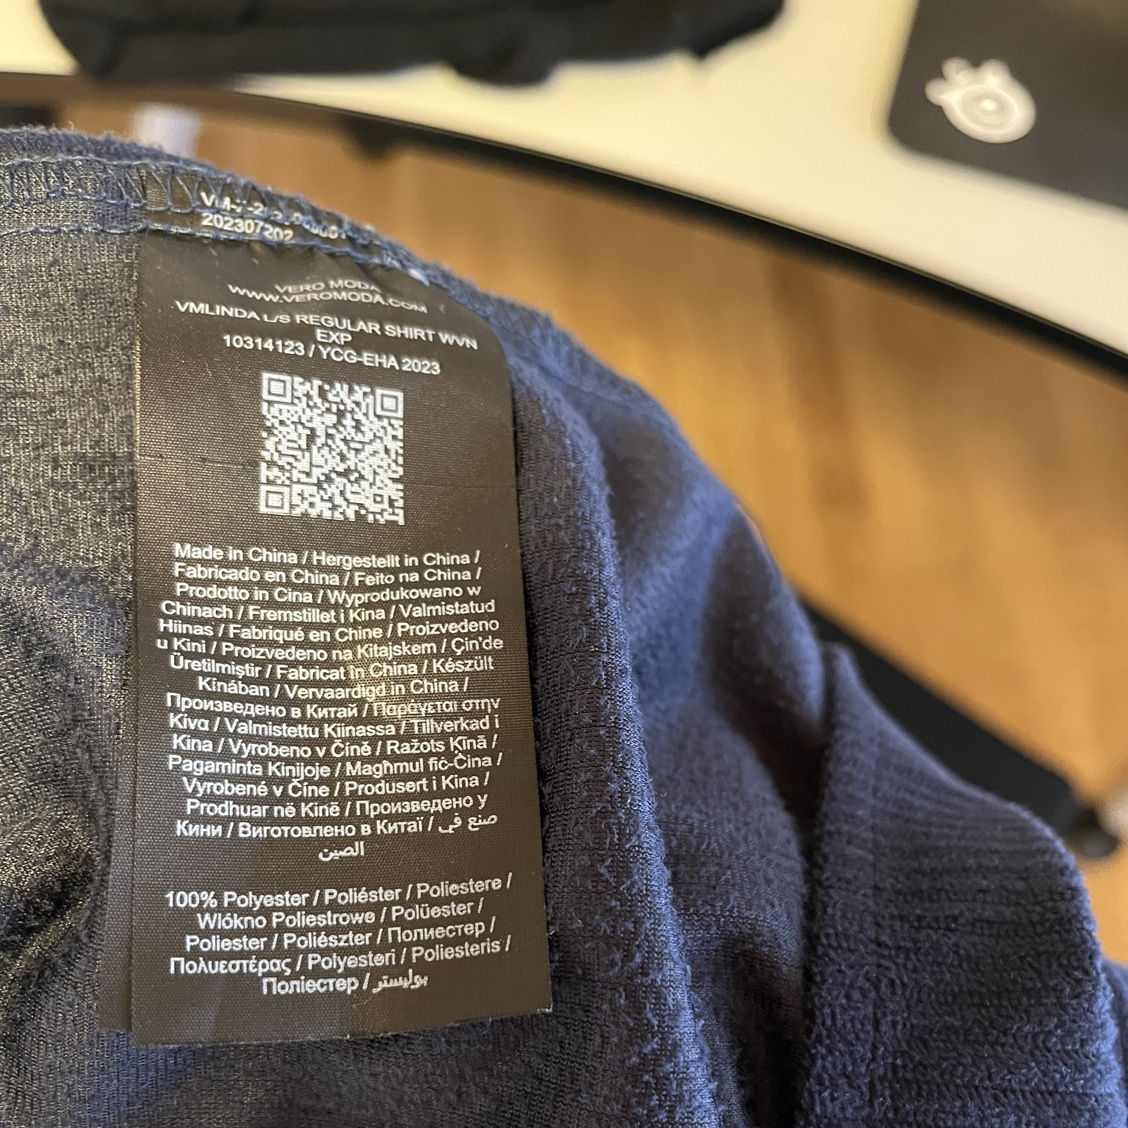 202307202
VERO MODA
WWW.VEROMODA.COM
VMLINDA L/S REGULAR SHIRT WVN
EXP
10314123 / YCG-EHA 2023
Made in China / Hergestellt in China /
Fabricado en China / Feito na China /
Prodotto in Cina / Wyprodukowano w
Chinach / Fremstillet i Kina / Valmistatud
Hiinas / Fabriqué en Chine / Proizvedeno
u Kini / Proizvedeno na Kitajskem / Çin'de
Üretilmiştir / Fabricat în China / Készült
Kínában / Vervaardigd in China /
Произведено в Китай / Παράγεται στην
Κίνα / Valmistettu Kiinassa / Tillverkad i
Kina / Vyrobeno v Číně / Ražots Ķīnā /
Pagaminta Kinijoje / Magħmul fiċ-Ċina /
Vyrobené v Číne / Produsert i Kina /
Prodhuar në Kinë / Произведено у
Кини / Виготовлено в Китаї / صنع في
الصين
100% Polyester / Poliéster / Poliestere /
Włókno Poliestrowe / Polüester /
Poliester / Poliészter / Полиестер /
Πολυεστέρας / Polyesteri / Poliesteris /
Поліестер / بوليستر